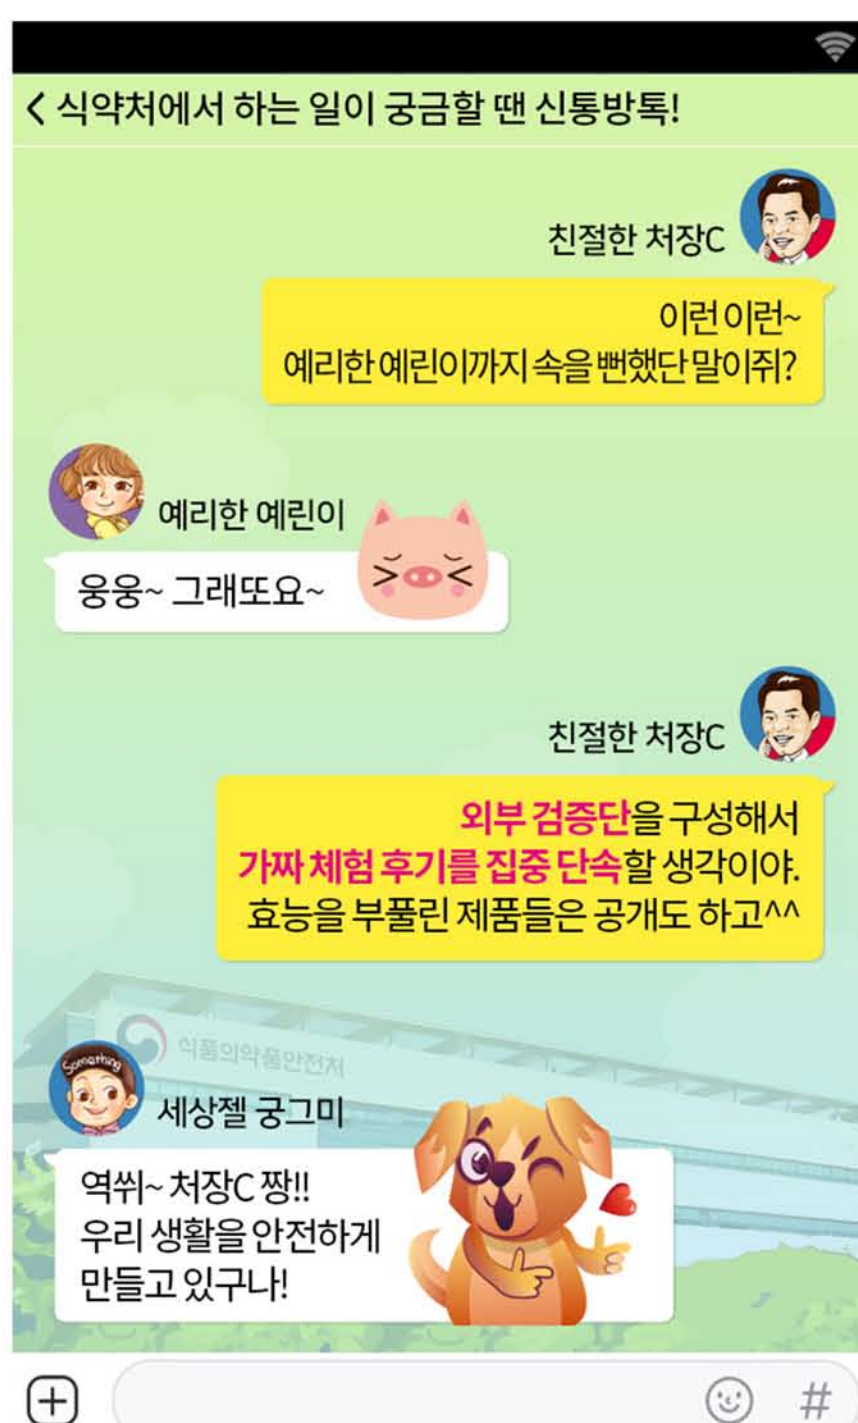 식약처에서 하는 일이 궁금할 땐 신통방톡!
친절한 처장C
이런 이런~
예리한 예린이까지 속을 뻔했단 말이쥐?
예리한 예린이
웅웅~ 그래또요~
친절한 처장C
외부 검증단을 구성해서
가짜 체험 후기를 집중 단속할 생각이야.
효능을 부풀린 제품들은 공개도 하고^^
식품의약품안전처
Something
세상젤 궁그미
역쒸~ 처장C 짱!!
우리 생활을 안전하게
만들고 있구나!
#